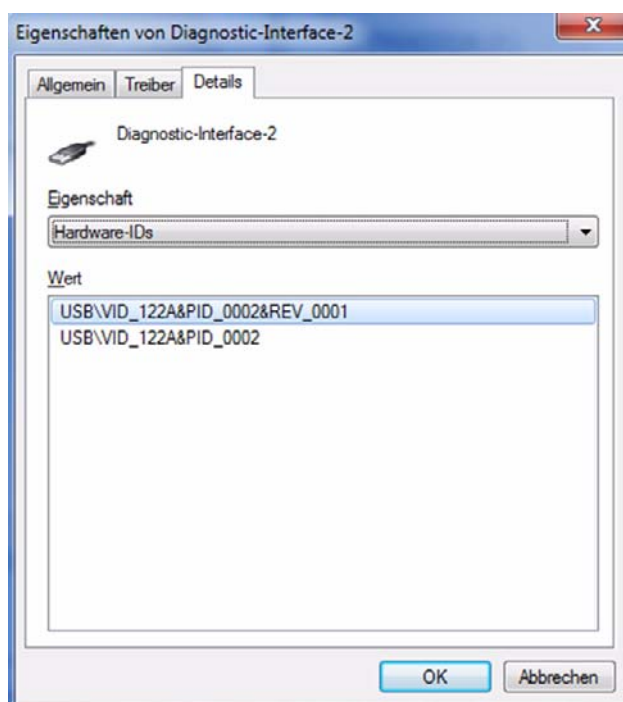 Eigenschaften von Diagnostic-Interface-2
Allgemein Treiber Details
Diagnostic-Interface-2
Eigenschaft
Hardware-IDs
Wert
USB\VID_122A&PID_0002&REV_0001
USB\VID_122A&PID_0002
OK Abbrechen